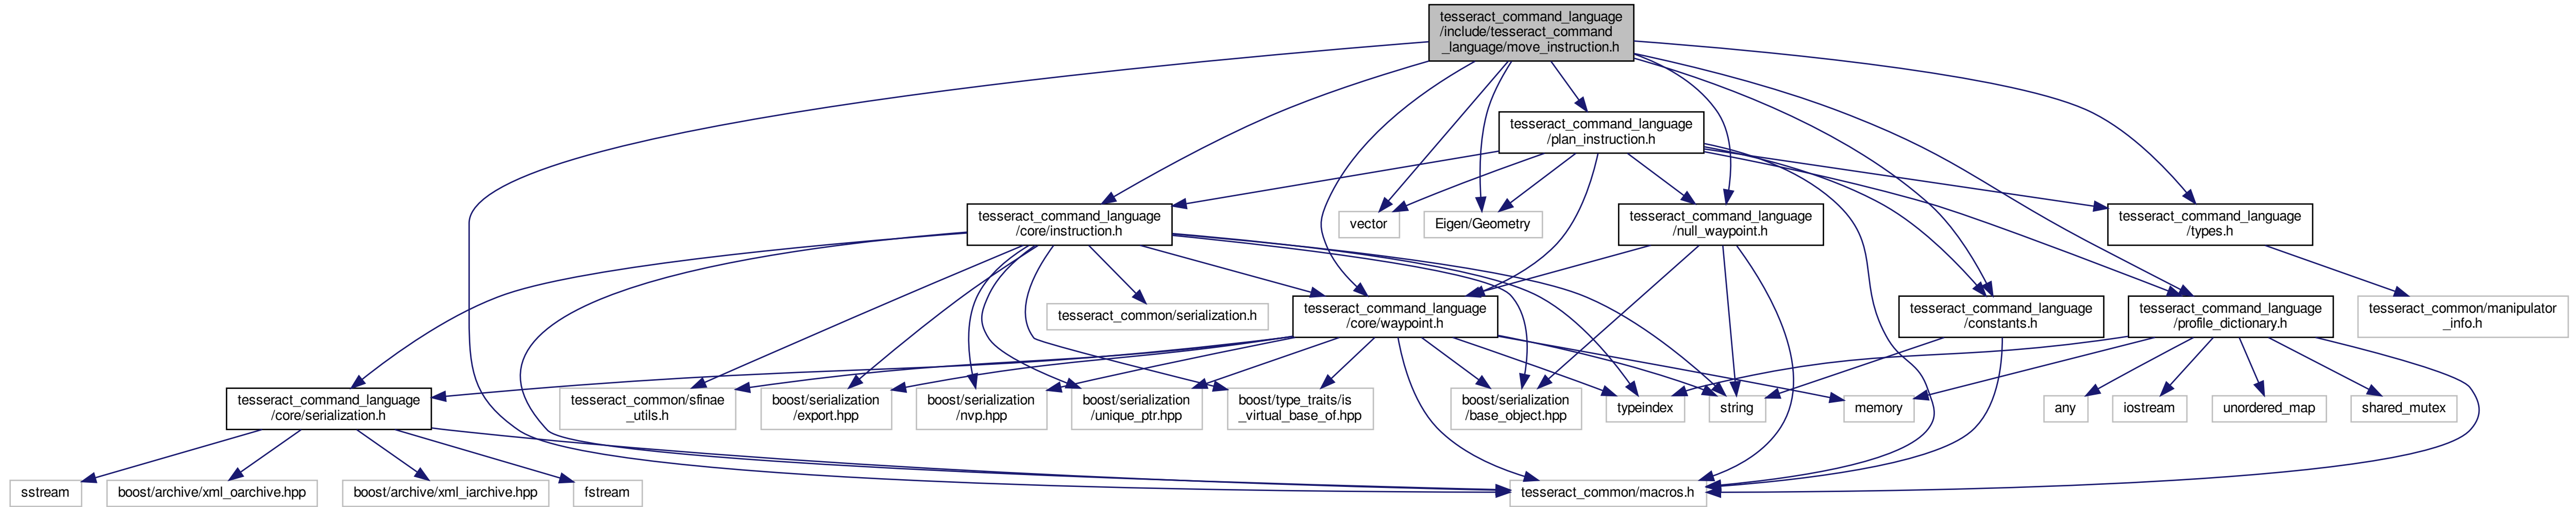 tesseract_command_language
/include/tesseract_command
_language/move_instruction.h
tesseract_command_language
/plan_instruction.h
tesseract_command_language
/core/instruction.h
vector
Eigen/Geometry
tesseract_command_language
/null_waypoint.h
tesseract_command_language
/types.h
tesseract_common/serialization.h
tesseract_command_language
/core/waypoint.h
tesseract_command_language
/constants.h
tesseract_command_language
/profile_dictionary.h
tesseract_common/manipulator
_info.h
tesseract_command_language
/core/serialization.h
tesseract_common/sfinae
_utils.h
boost/serialization
/export.hpp
boost/serialization
/nvp.hpp
boost/serialization
/unique_ptr.hpp
boost/type_traits/is
_virtual_base_of.hpp
boost/serialization
/base_object.hpp
typeindex
string
memory
any
iostream
unordered_map
shared_mutex
sstream
boost/archive/xml_oarchive.hpp
boost/archive/xml_iarchive.hpp
fstream
tesseract_common/macros.h